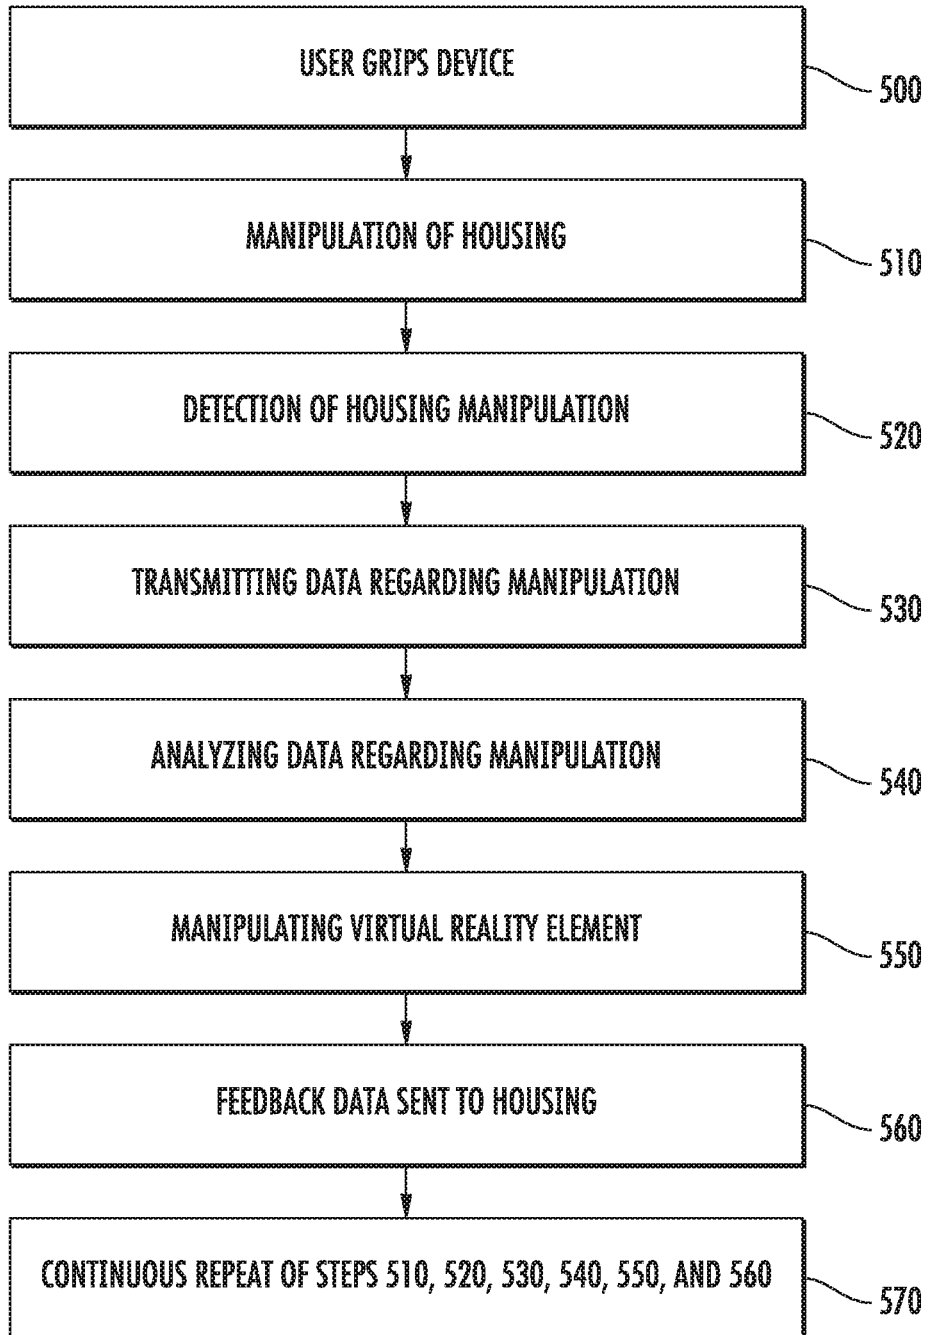 USER GRIPS DEVICE
500
MANIPULATION OF HOUSING
510
DETECTION OF HOUSING MANIPULATION
520
TRANSMITTING DATA REGARDING MANIPULATION
530
ANALYZING DATA REGARDING MANIPULATION
540
MANIPULATING VIRTUAL REALITY ELEMENT
550
FEEDBACK DATA SENT TO HOUSING
560
CONTINUOUS REPEAT OF STEPS 510, 520, 530, 540, 550, AND 560
570